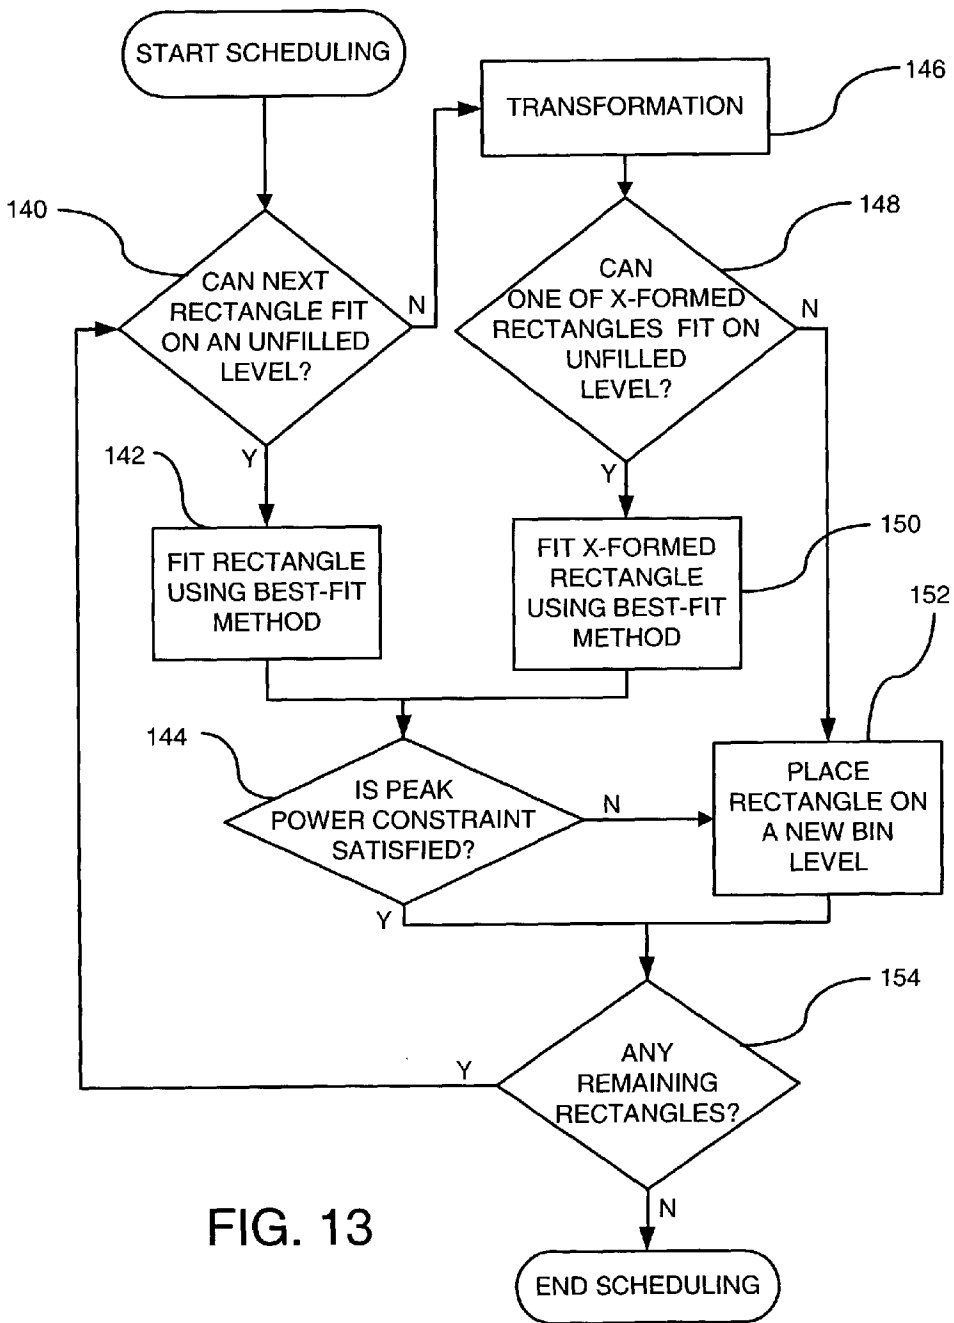 START SCHEDULING
146
TRANSFORMATION
140
148
CAN NEXT
RECTANGLE FIT
ON AN UNFILLED
LEVEL?
N
CAN
ONE OF X-FORMED
RECTANGLES FIT ON
UNFILLED
LEVEL?
N
Y
142
Y
FIT RECTANGLE
USING BEST-FIT
METHOD
FIT X-FORMED
RECTANGLE
USING BEST-FIT
METHOD
150
152
144
IS PEAK
POWER CONSTRAINT
SATISFIED?
N
PLACE
RECTANGLE ON
A NEW BIN
LEVEL
Y
154
ANY
REMAINING
RECTANGLES?
Y
N
FIG. 13
END SCHEDULING